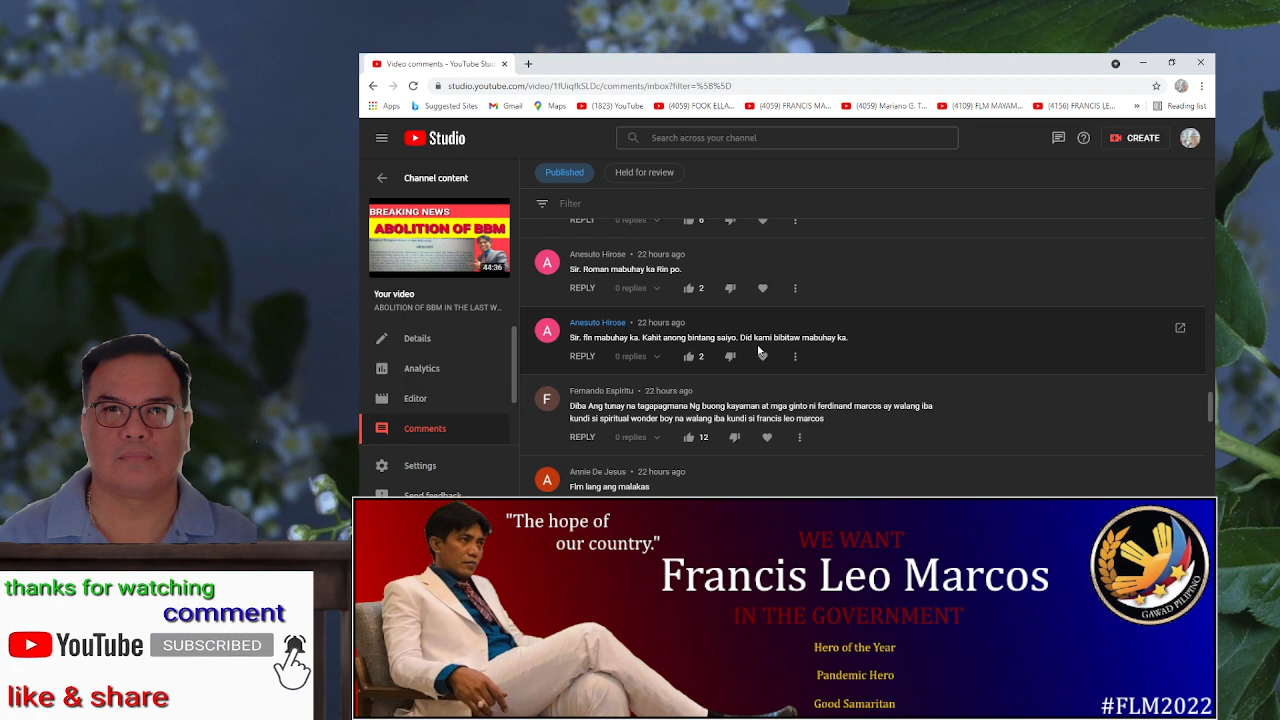 Video comments - YouTube Stu
studio.youtube.com/video/1fUiqfkSLDc/comments/inbox?filter=%5B%5D
Apps
Suggested Sites
Gmail
Maps
(1823) YouTube
(4059) FOOK ELLA...
(4059) FRANCIS MA...
(4059) Mariano G. T...
(4109) FLM MAYAM...
(4156) FRANCIS LE...
»
Reading list
Studio
Search across your channel
CREATE
Channel content
Published
Held for review
Filter
BREAKING NEWS
ABOLITION OF BBM
44:36
Your video
ABOLITION OF BBM IN THE LAST W...
Details
Analytics
Editor
Comments
Settings
Send feedback
REPLY 0 replies 6
A
Anesuto Hirose • 22 hours ago
Sir. Roman mabuhay ka Rin po.
REPLY 0 replies 2
A
Anesuto Hirose • 22 hours ago
Sir. fln mabuhay ka. Kahit anong bintang saiyo. Did kami bibitaw mabuhay ka.
REPLY 0 replies 2
F
Fernando Espiritu • 22 hours ago
Diba Ang tunay na tagapagmana Ng buong kayaman at mga ginto ni ferdinand marcos ay walang iba
kundi si spiritual wonder boy na walang iba kundi si francis leo marcos
REPLY 0 replies 12
A
Annie De Jesus • 22 hours ago
Flm lang ang malakas
"The hope of
our country."
WE WANT
Francis Leo Marcos
IN THE GOVERNMENT
Hero of the Year
Pandemic Hero
Good Samaritan
GAWAD PILIPINO
#FLM2022
thanks for watching
comment
YouTube
SUBSCRIBED
like & share